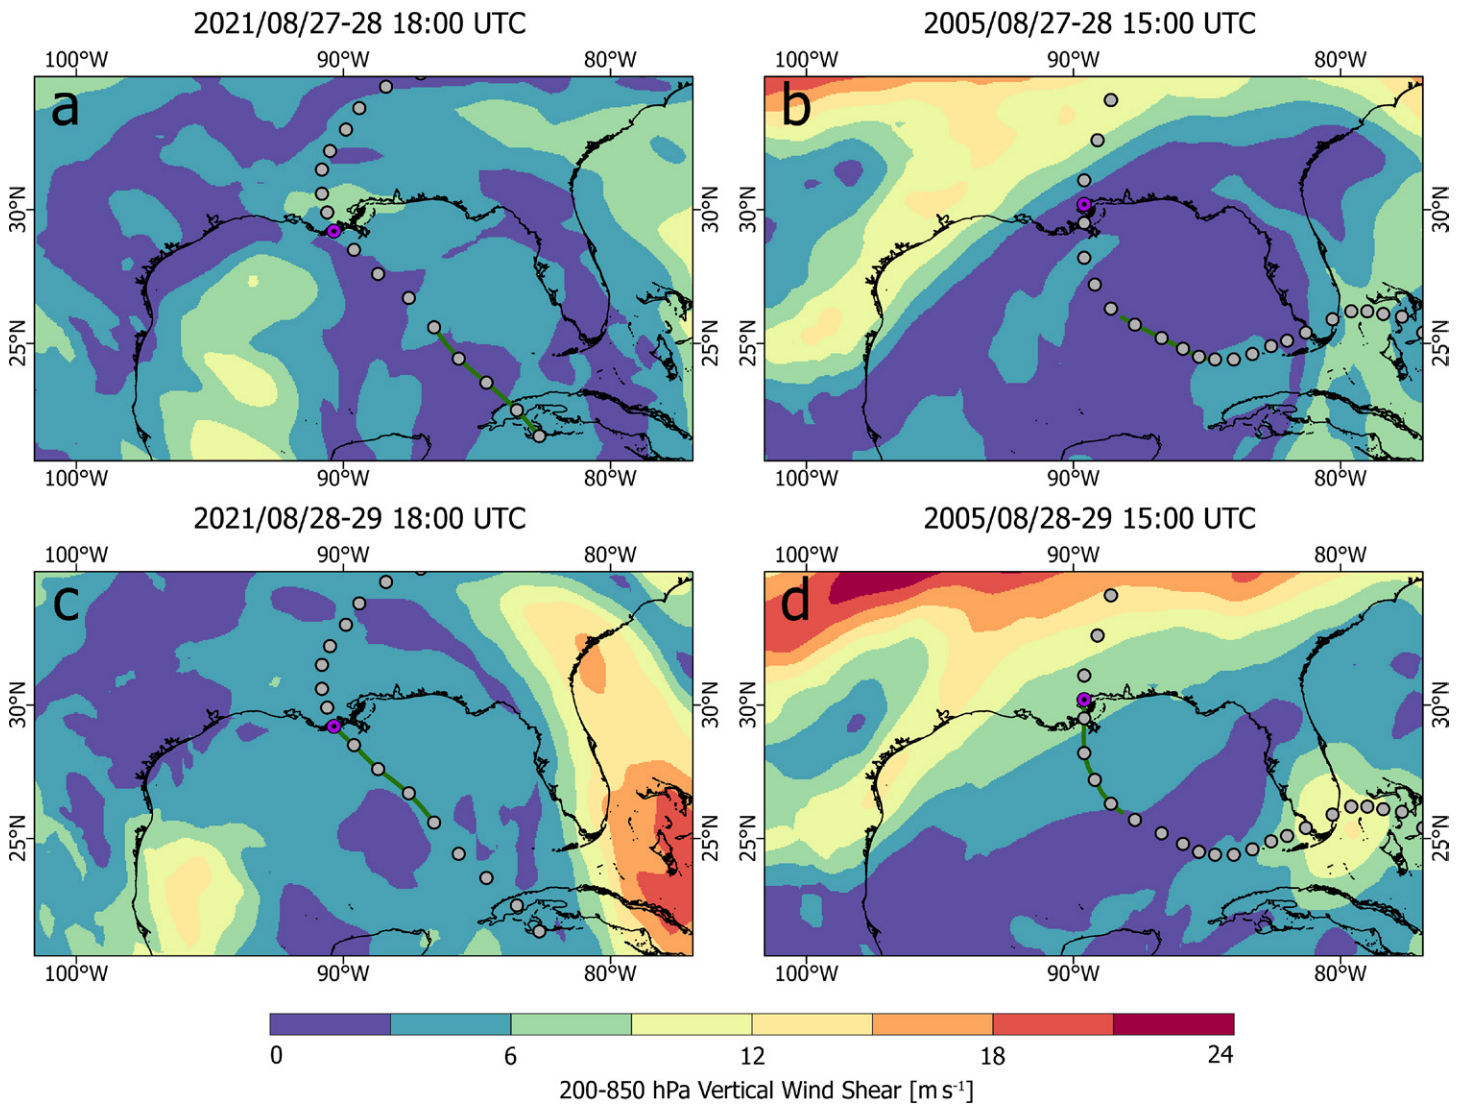 2021/08/27-28 18:00 UTC
2005/08/27-28 15:00 UTC
100°W 90°W 80°W
100°W 90°W 80°W
a
b
30°N 30°N
25°N 25°N
30°N 30°N
25°N 25°N
100°W 90°W 80°W
100°W 90°W 80°W
2021/08/28-29 18:00 UTC
2005/08/28-29 15:00 UTC
100°W 90°W 80°W
100°W 90°W 80°W
c
d
30°N 30°N
25°N 25°N
30°N 30°N
25°N 25°N
100°W 90°W 80°W
100°W 90°W 80°W
0 6 12 18 24
200-850 hPa Vertical Wind Shear [m s⁻¹]